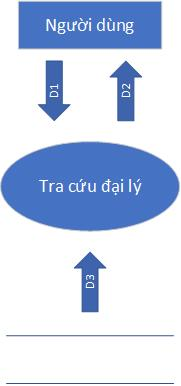 Người dùng
D1
D2
Tra cứu đại lý
D3